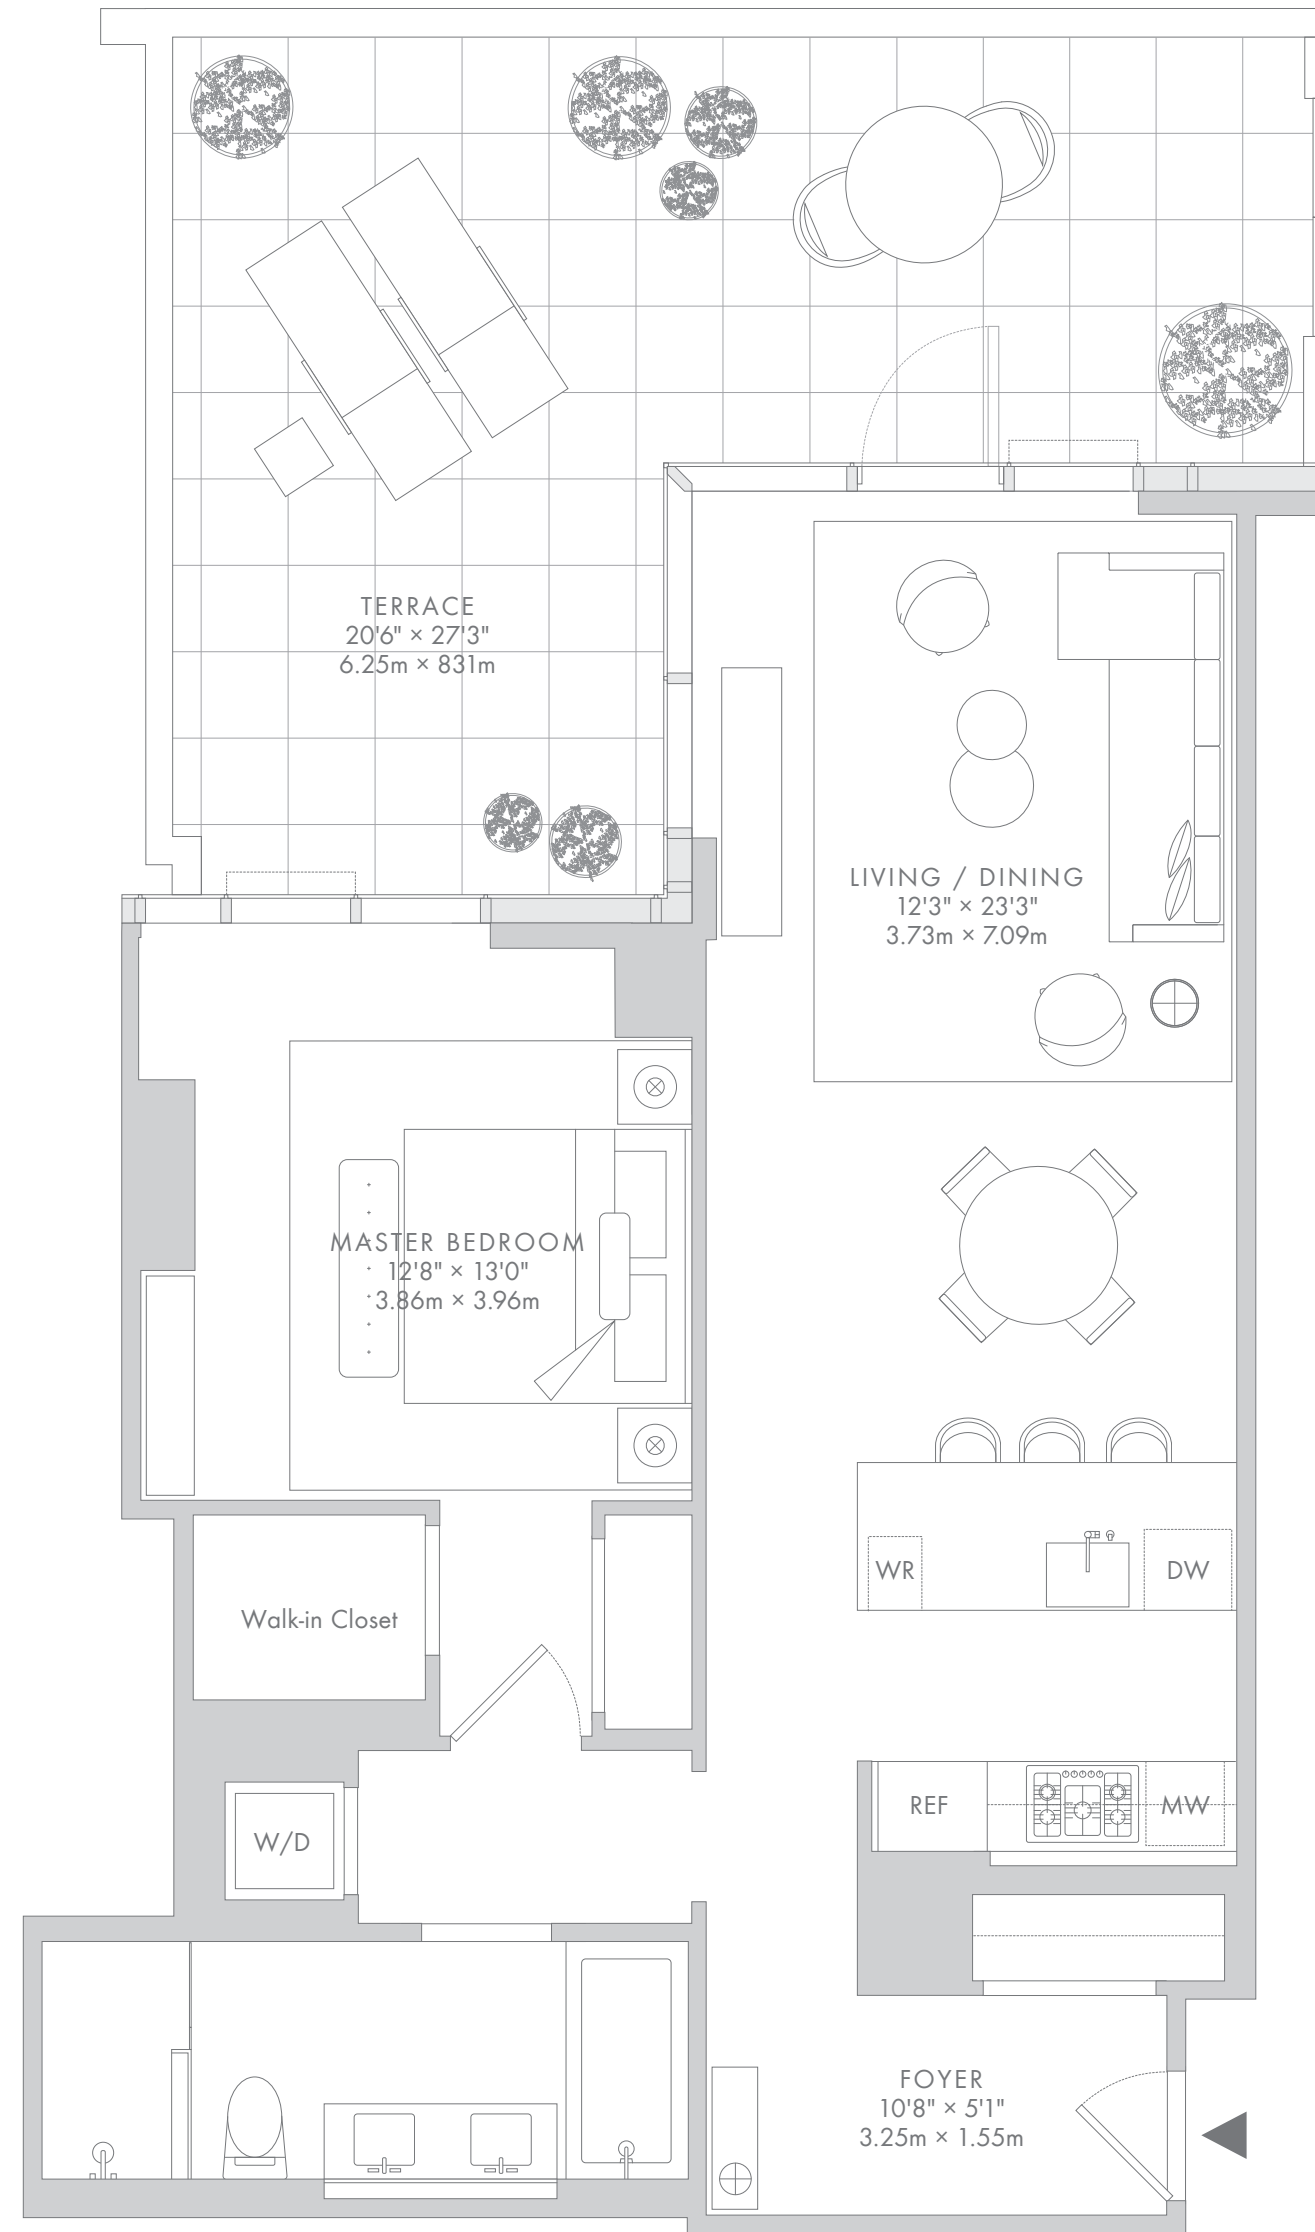 TERRACE
20'6" × 27'3"
6.25m × 831m
LIVING / DINING
12'3" × 23'3"
3.73m × 7.09m
MASTER BEDROOM
12'8" × 13'0"
3.86m × 3.96m
WR
DW
Walk-in Closet
REF
MW
W/D
FOYER
10'8" × 5'1"
3.25m × 1.55m